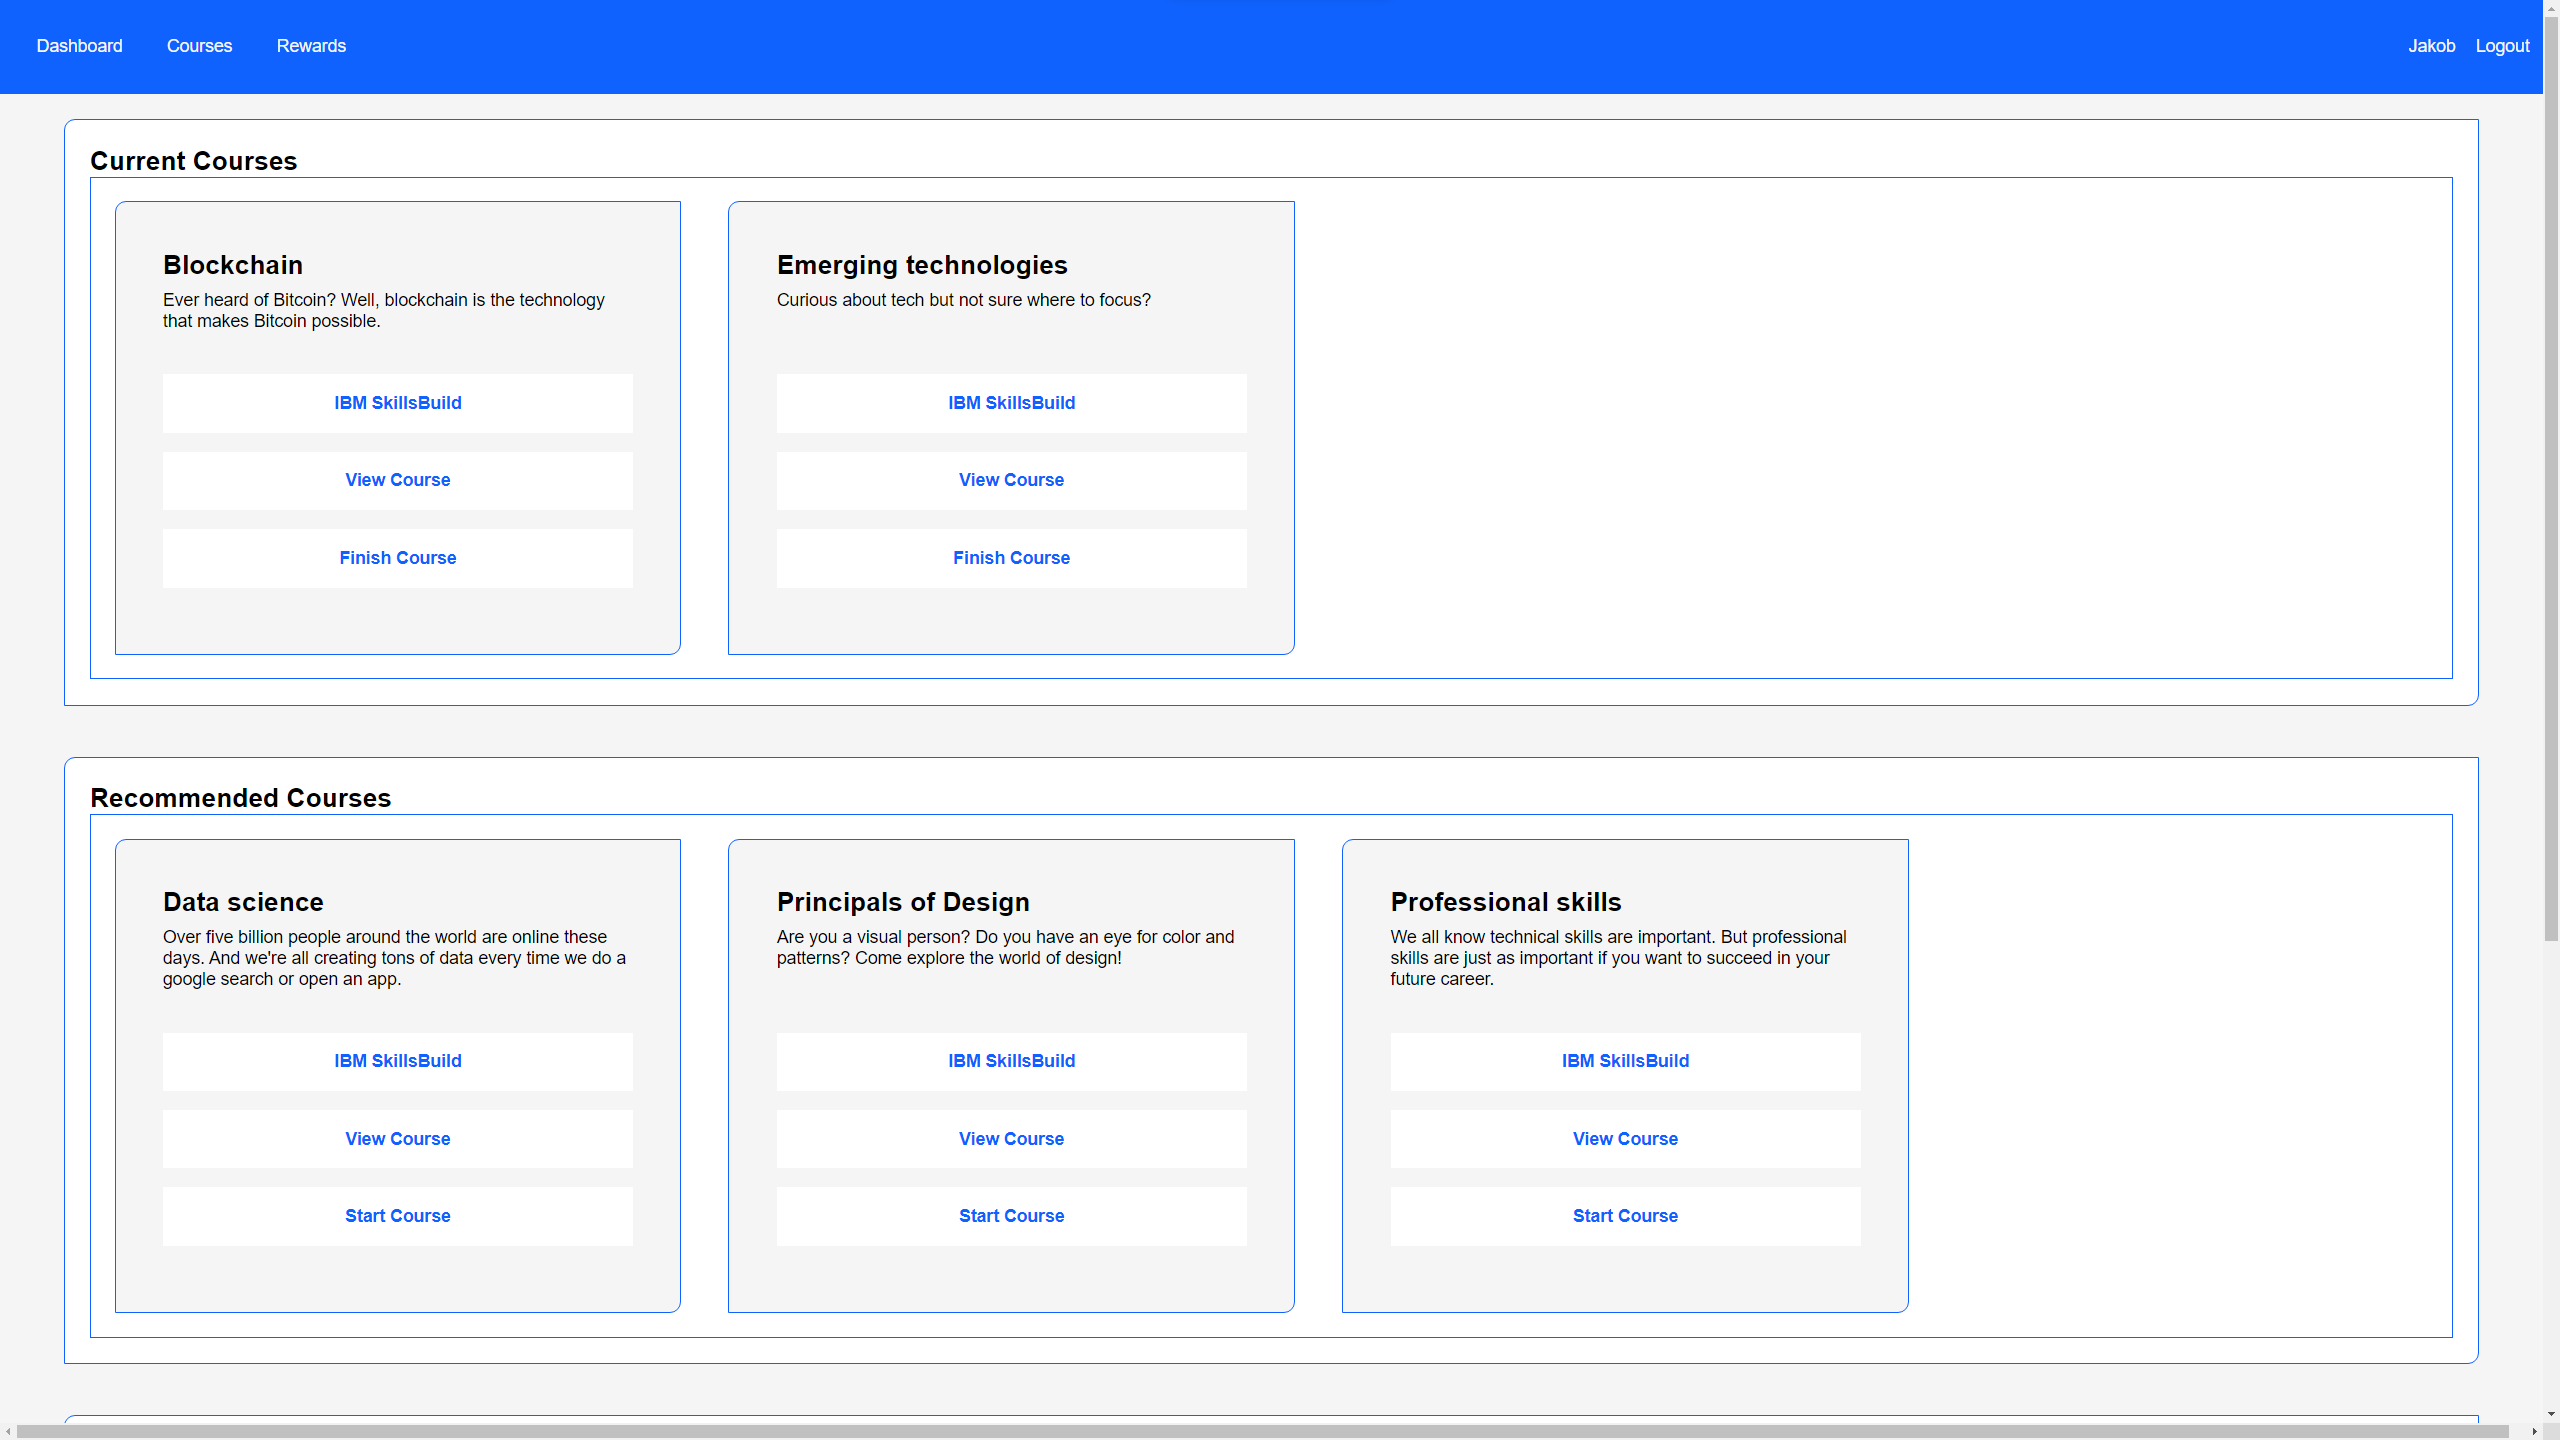 Dashboard Courses Rewards Jakob Logout
Current Courses
Blockchain
Ever heard of Bitcoin? Well, blockchain is the technology
that makes Bitcoin possible.
IBM SkillsBuild
View Course
Finish Course
Emerging technologies
Curious about tech but not sure where to focus?
IBM SkillsBuild
View Course
Finish Course
Recommended Courses
Data science
Over five billion people around the world are online these
days. And we're all creating tons of data every time we do a
google search or open an app.
IBM SkillsBuild
View Course
Start Course
Principals of Design
Are you a visual person? Do you have an eye for color and
patterns? Come explore the world of design!
IBM SkillsBuild
View Course
Start Course
Professional skills
We all know technical skills are important. But professional
skills are just as important if you want to succeed in your
future career.
IBM SkillsBuild
View Course
Start Course